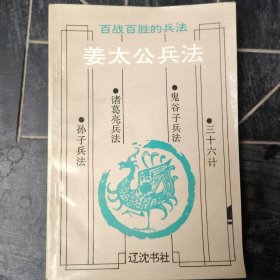 百战百胜的兵法
姜太公兵法
●三十六计
●鬼谷子兵法
●诸葛亮兵法
●孙子兵法
辽沈书社